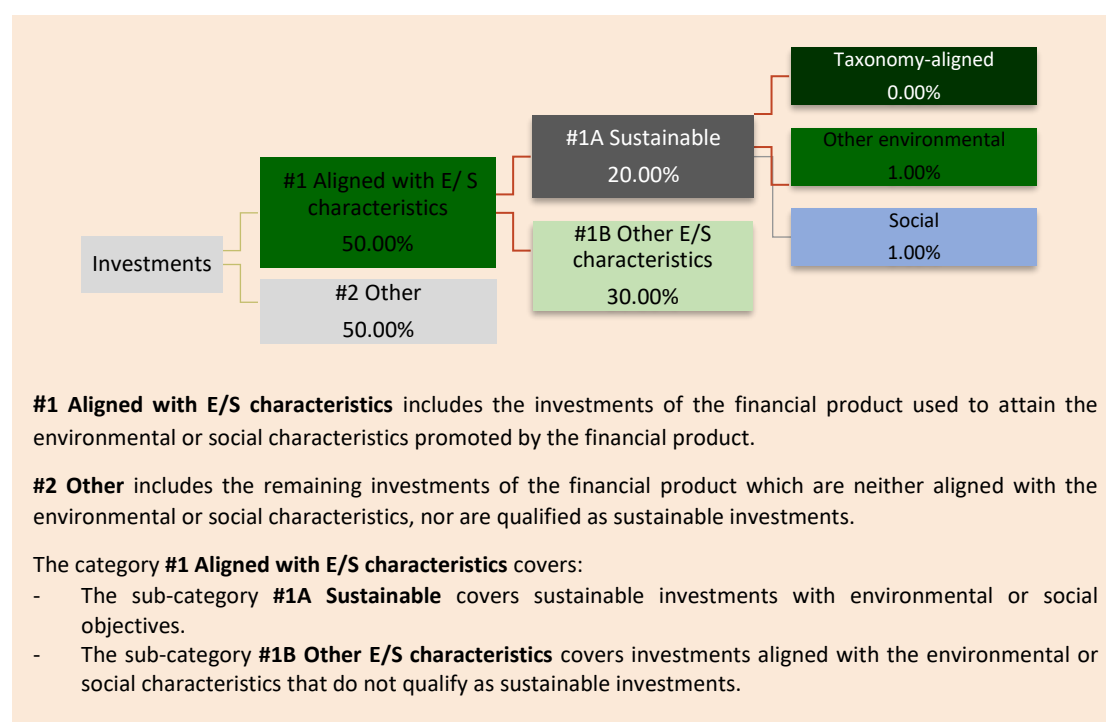 Taxonomy-aligned
0.00%
#1A Sustainable
20.00%
Other environmental
1.00%
#1 Aligned with E/ S
characteristics
50.00%
Social
1.00%
#1B Other E/S
characteristics
30.00%
Investments
#2 Other
50.00%
#1 Aligned with E/S characteristics includes the investments of the financial product used to attain the
environmental or social characteristics promoted by the financial product.
#2 Other includes the remaining investments of the financial product which are neither aligned with the
environmental or social characteristics, nor are qualified as sustainable investments.
The category #1 Aligned with E/S characteristics covers:
- The sub-category #1A Sustainable covers sustainable investments with environmental or social
objectives.
- The sub-category #1B Other E/S characteristics covers investments aligned with the environmental or
social characteristics that do not qualify as sustainable investments.